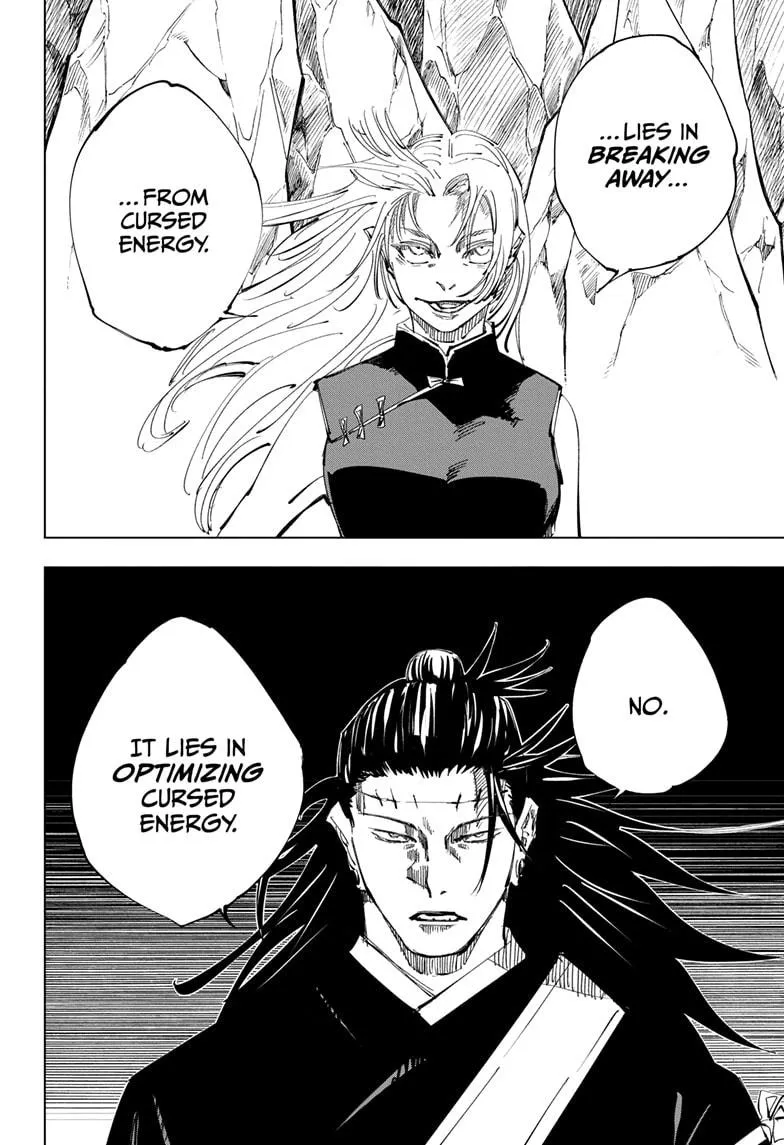 ...LIES IN
BREAKING
AWAY...
...FROM
CURSED
ENERGY.
NO.
IT LIES IN
OPTIMIZING
CURSED
ENERGY.